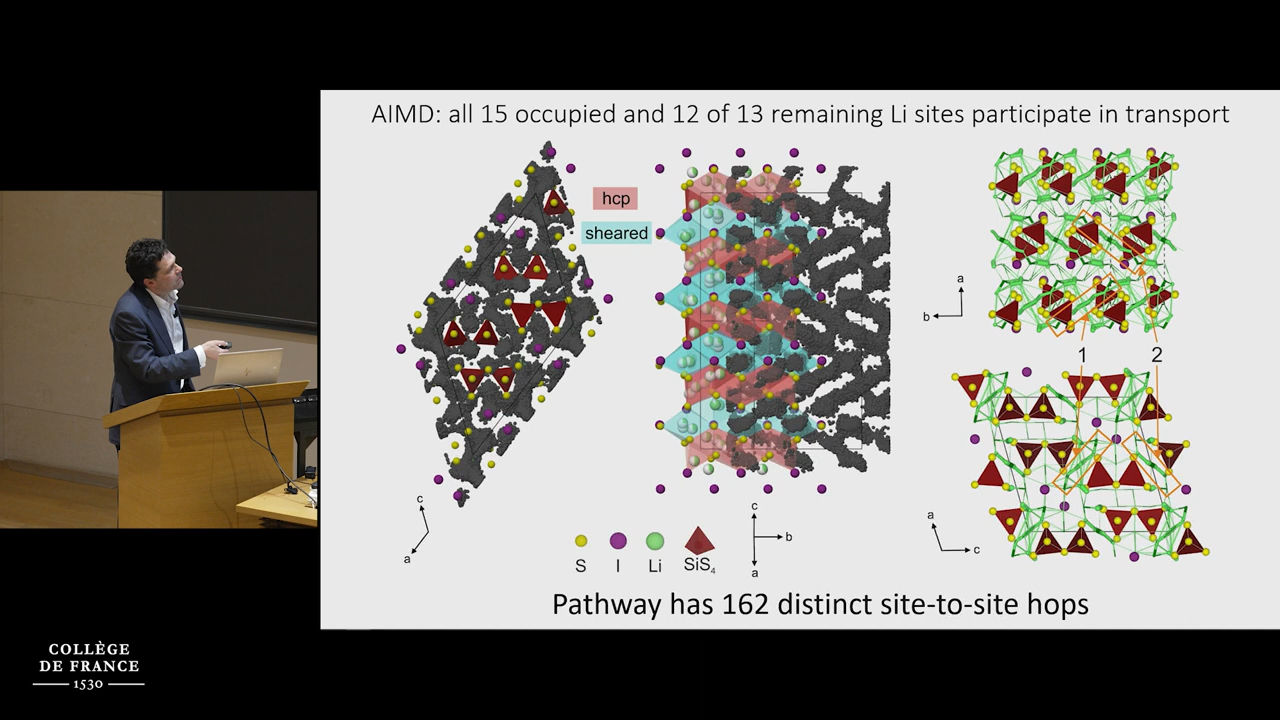 AIMD: all 15 occupied and 12 of 13 remaining Li sites participate in transport
hcp
sheared
c
a
S
I
Li
SiS₄
c
b
a
a
b
1
2
a
c
Pathway has 162 distinct site-to-site hops
COLLÈGE
DE FRANCE
1530